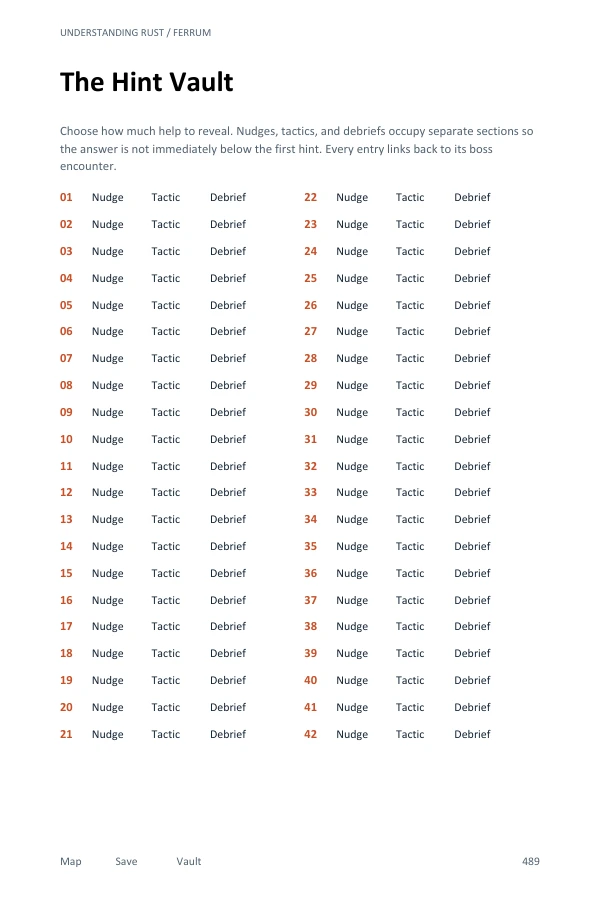 UNDERSTANDING RUST / FERRUM
The Hint Vault
Choose how much help to reveal. Nudges, tactics, and debriefs occupy separate sections so
the answer is not immediately below the first hint. Every entry links back to its boss
encounter.
01 Nudge Tactic Debrief 22 Nudge Tactic Debrief
02 Nudge Tactic Debrief 23 Nudge Tactic Debrief
03 Nudge Tactic Debrief 24 Nudge Tactic Debrief
04 Nudge Tactic Debrief 25 Nudge Tactic Debrief
05 Nudge Tactic Debrief 26 Nudge Tactic Debrief
06 Nudge Tactic Debrief 27 Nudge Tactic Debrief
07 Nudge Tactic Debrief 28 Nudge Tactic Debrief
08 Nudge Tactic Debrief 29 Nudge Tactic Debrief
09 Nudge Tactic Debrief 30 Nudge Tactic Debrief
10 Nudge Tactic Debrief 31 Nudge Tactic Debrief
11 Nudge Tactic Debrief 32 Nudge Tactic Debrief
12 Nudge Tactic Debrief 33 Nudge Tactic Debrief
13 Nudge Tactic Debrief 34 Nudge Tactic Debrief
14 Nudge Tactic Debrief 35 Nudge Tactic Debrief
15 Nudge Tactic Debrief 36 Nudge Tactic Debrief
16 Nudge Tactic Debrief 37 Nudge Tactic Debrief
17 Nudge Tactic Debrief 38 Nudge Tactic Debrief
18 Nudge Tactic Debrief 39 Nudge Tactic Debrief
19 Nudge Tactic Debrief 40 Nudge Tactic Debrief
20 Nudge Tactic Debrief 41 Nudge Tactic Debrief
21 Nudge Tactic Debrief 42 Nudge Tactic Debrief
Map Save Vault 489